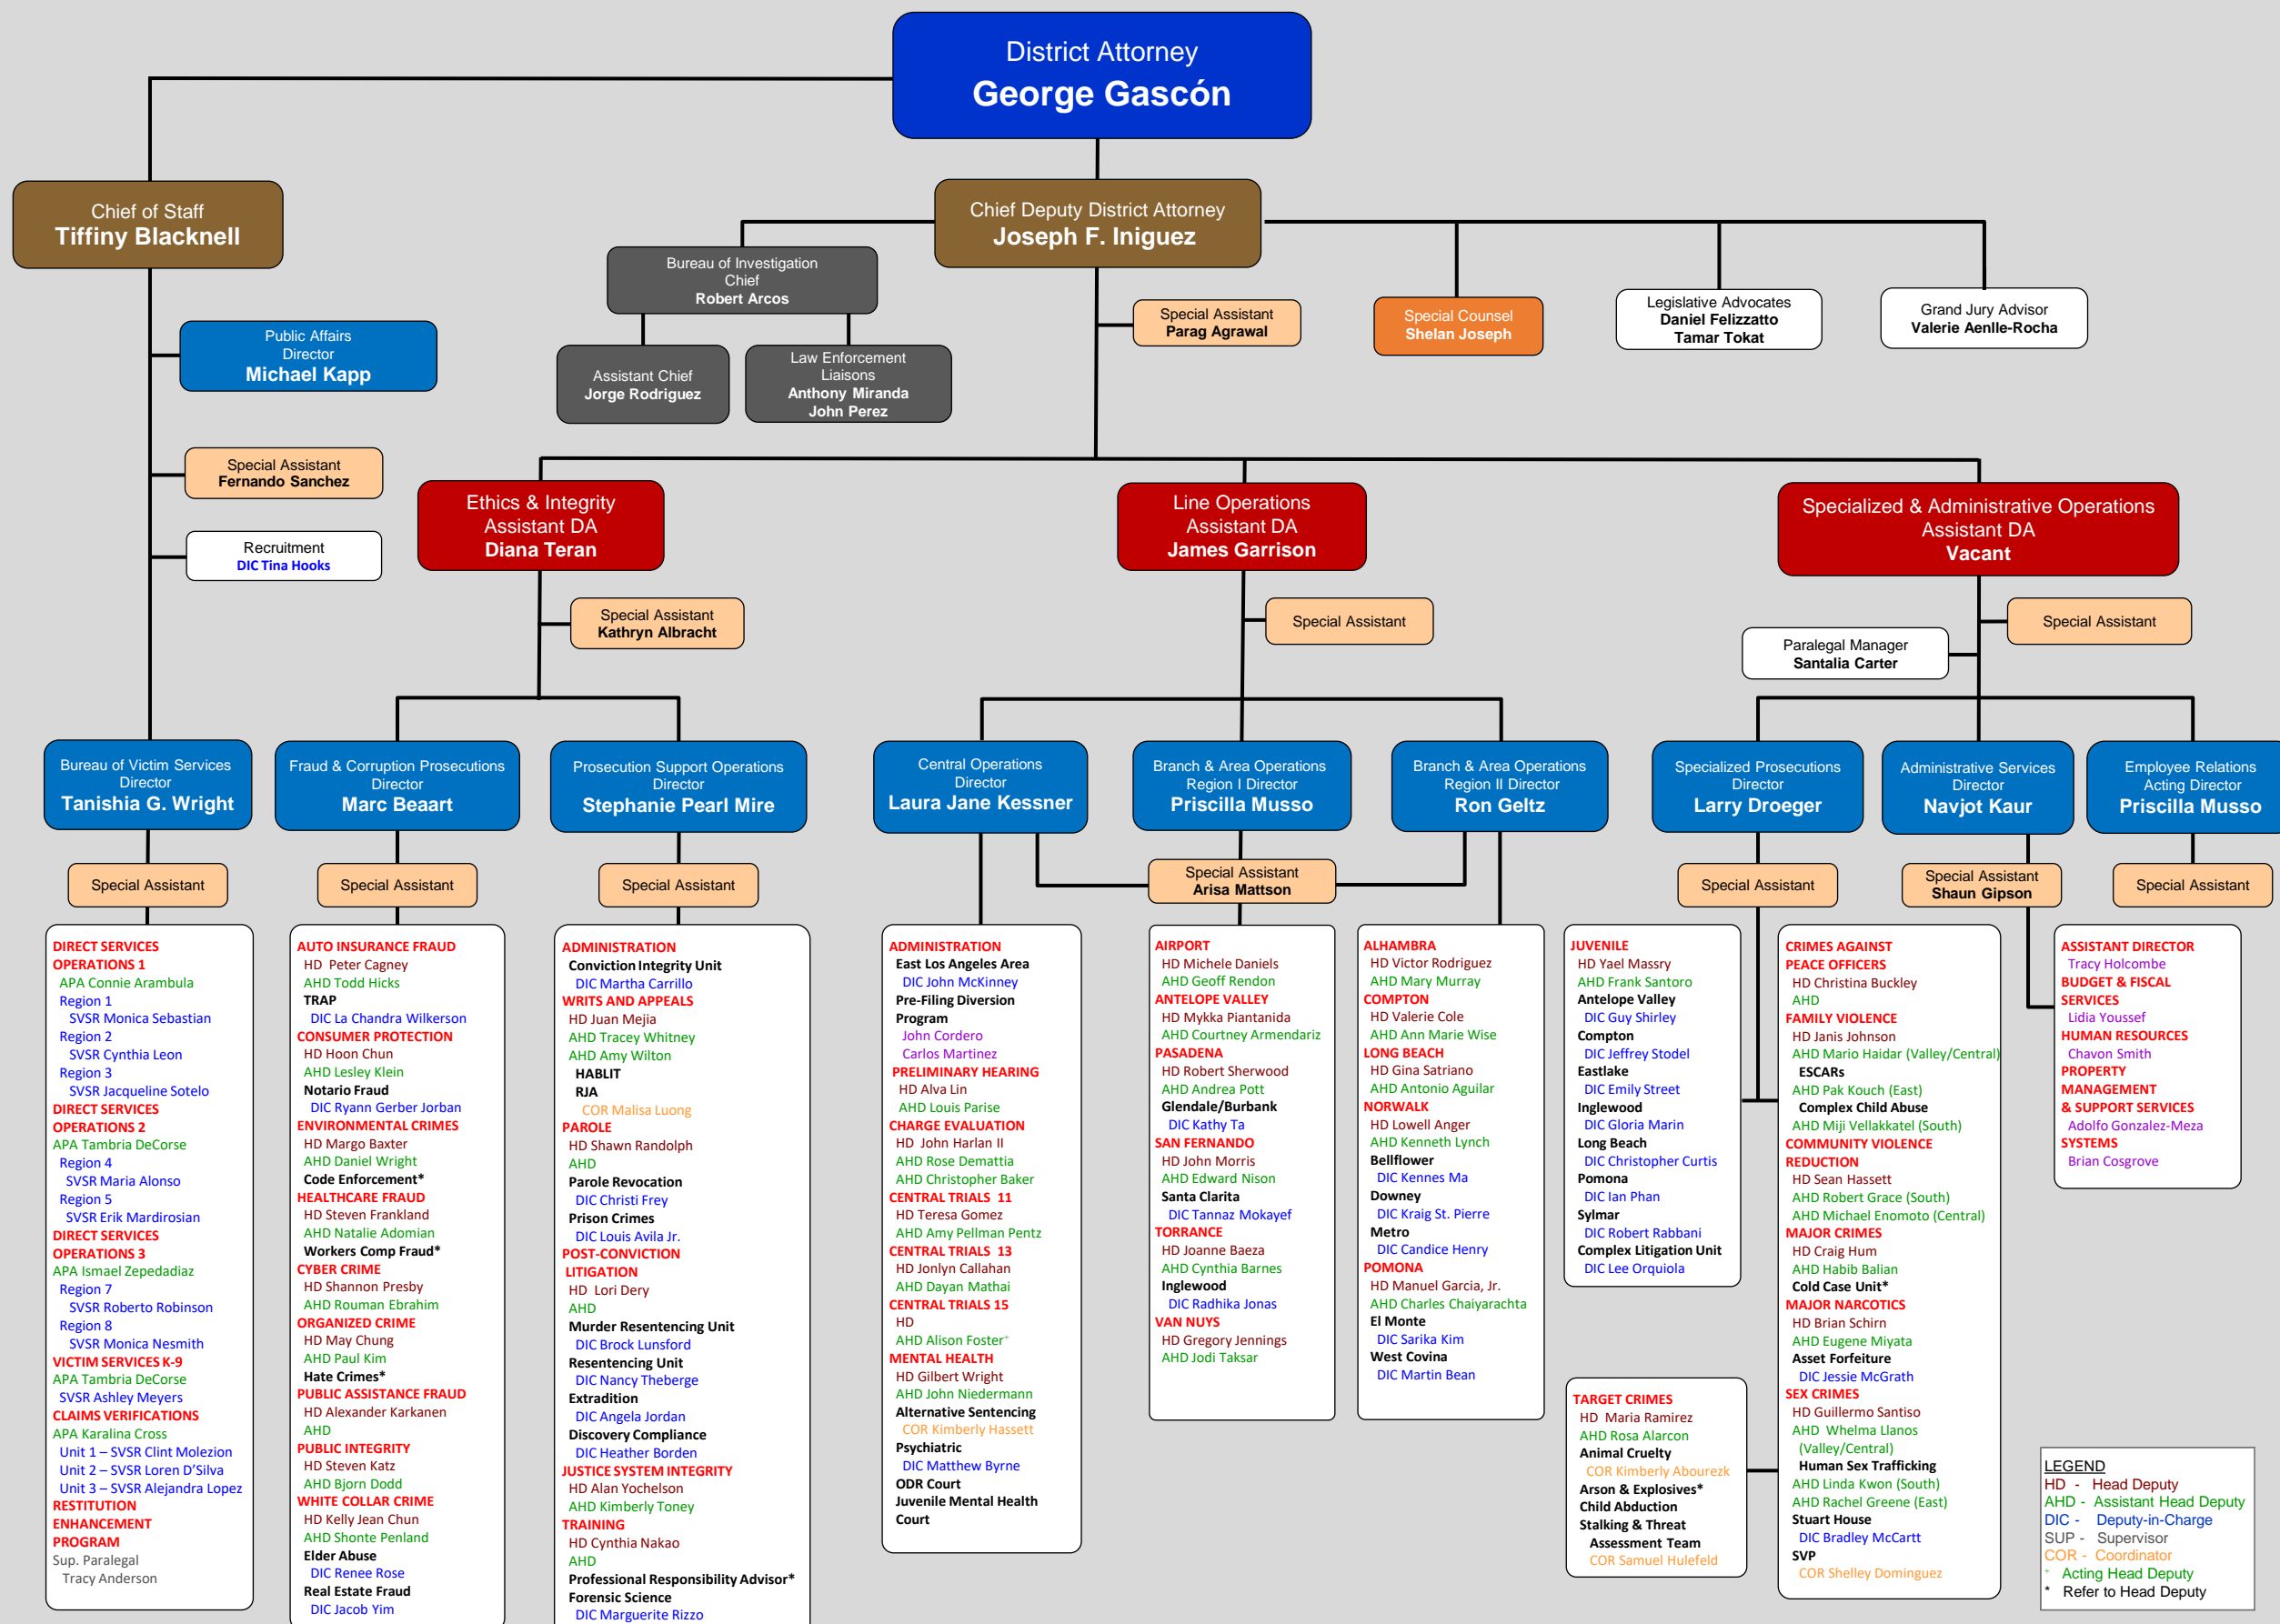 District Attorney
George Gascón
Chief of Staff
Tiffiny Blacknell
Chief Deputy District Attorney
Joseph F. Iniguez
Bureau of Investigation
Chief
Robert Arcos
Assistant Chief
Jorge Rodriguez
Law Enforcement
Liaisons
Anthony Miranda
John Perez
Special Assistant
Parag Agrawal
Special Counsel
Shelan Joseph
Legislative Advocates
Daniel Felizzatto
Tamar Tokat
Grand Jury Advisor
Valerie Aenlle-Rocha
Public Affairs
Director
Michael Kapp
Special Assistant
Fernando Sanchez
Recruitment
DIC Tina Hooks
Ethics & Integrity
Assistant DA
Diana Teran
Line Operations
Assistant DA
James Garrison
Specialized & Administrative Operations
Assistant DA
Vacant
Special Assistant
Kathryn Albracht
Special Assistant
Special Assistant
Paralegal Manager
Santalia Carter
Bureau of Victim Services
Director
Tanishia G. Wright
Fraud & Corruption Prosecutions
Director
Marc Beaart
Prosecution Support Operations
Director
Stephanie Pearl Mire
Central Operations
Director
Laura Jane Kessner
Branch & Area Operations
Region I Director
Priscilla Musso
Branch & Area Operations
Region II Director
Ron Geltz
Specialized Prosecutions
Director
Larry Droeger
Administrative Services
Director
Navjot Kaur
Employee Relations
Acting Director
Priscilla Musso
Special Assistant
Special Assistant
Special Assistant
Special Assistant
Arisa Mattson
Special Assistant
Special Assistant
Shaun Gipson
Special Assistant
DIRECT SERVICES
OPERATIONS 1
APA Connie Arambula
Region 1
SVSR Monica Sebastian
Region 2
SVSR Cynthia Leon
Region 3
SVSR Jacqueline Sotelo
DIRECT SERVICES
OPERATIONS 2
APA Tambria DeCorse
Region 4
SVSR Maria Alonso
Region 5
SVSR Erik Mardirosian
DIRECT SERVICES
OPERATIONS 3
APA Ismael Zepedadiaz
Region 7
SVSR Roberto Robinson
Region 8
SVSR Monica Nesmith
VICTIM SERVICES K-9
APA Tambria DeCorse
SVSR Ashley Meyers
CLAIMS VERIFICATIONS
APA Karalina Cross
Unit 1 – SVSR Clint Molezion
Unit 2 – SVSR Loren D'Silva
Unit 3 – SVSR Alejandra Lopez
RESTITUTION
ENHANCEMENT
PROGRAM
Sup. Paralegal
Tracy Anderson
AUTO INSURANCE FRAUD
HD Peter Cagney
AHD Todd Hicks
TRAP
DIC La Chandra Wilkerson
CONSUMER PROTECTION
HD Hoon Chun
AHD Lesley Klein
Notario Fraud
DIC Ryann Gerber Jorban
ENVIRONMENTAL CRIMES
HD Margo Baxter
AHD Daniel Wright
Code Enforcement*
HEALTHCARE FRAUD
HD Steven Frankland
AHD Natalie Adomian
Workers Comp Fraud*
CYBER CRIME
HD Shannon Presby
AHD Rouman Ebrahim
ORGANIZED CRIME
HD May Chung
AHD Paul Kim
Hate Crimes*
PUBLIC ASSISTANCE FRAUD
HD Alexander Karkanen
AHD
PUBLIC INTEGRITY
HD Steven Katz
AHD Bjorn Dodd
WHITE COLLAR CRIME
HD Kelly Jean Chun
AHD Shonte Penland
Elder Abuse
DIC Renee Rose
Real Estate Fraud
DIC Jacob Yim
ADMINISTRATION
Conviction Integrity Unit
DIC Martha Carrillo
WRITS AND APPEALS
HD Juan Mejia
AHD Tracey Whitney
AHD Amy Wilton
HABLIT
RJA
COR Malisa Luong
PAROLE
HD Shawn Randolph
AHD
Parole Revocation
DIC Christi Frey
Prison Crimes
DIC Louis Avila Jr.
POST-CONVICTION
LITIGATION
HD Lori Dery
AHD
Murder Resentencing Unit
DIC Brock Lunsford
Resentencing Unit
DIC Nancy Theberge
Extradition
DIC Angela Jordan
Discovery Compliance
DIC Heather Borden
JUSTICE SYSTEM INTEGRITY
HD Alan Yochelson
AHD Kimberly Toney
TRAINING
HD Cynthia Nakao
AHD
Professional Responsibility Advisor*
Forensic Science
DIC Marguerite Rizzo
ADMINISTRATION
East Los Angeles Area
DIC John McKinney
Pre-Filing Diversion
Program
John Cordero
Carlos Martinez
PRELIMINARY HEARING
HD Alva Lin
AHD Louis Parise
CHARGE EVALUATION
HD John Harlan II
AHD Rose Demattia
AHD Christopher Baker
CENTRAL TRIALS 11
HD Teresa Gomez
AHD Amy Pellman Pentz
CENTRAL TRIALS 13
HD Jonlyn Callahan
AHD Dayan Mathai
CENTRAL TRIALS 15
HD
AHD Alison Foster+
MENTAL HEALTH
HD Gilbert Wright
AHD John Niedermann
Alternative Sentencing
COR Kimberly Hassett
Psychiatric
DIC Matthew Byrne
ODR Court
Juvenile Mental Health
Court
AIRPORT
HD Michele Daniels
AHD Geoff Rendon
ANTELOPE VALLEY
HD Mykka Piantanida
AHD Courtney Armendariz
PASADENA
HD Robert Sherwood
AHD Andrea Pott
Glendale/Burbank
DIC Kathy Ta
SAN FERNANDO
HD John Morris
AHD Edward Nison
Santa Clarita
DIC Tannaz Mokayef
TORRANCE
HD Joanne Baeza
AHD Cynthia Barnes
Inglewood
DIC Radhika Jonas
VAN NUYS
HD Gregory Jennings
AHD Jodi Taksar
ALHAMBRA
HD Victor Rodriguez
AHD Mary Murray
COMPTON
HD Valerie Cole
AHD Ann Marie Wise
LONG BEACH
HD Gina Satriano
AHD Antonio Aguilar
NORWALK
HD Lowell Anger
AHD Kenneth Lynch
Bellflower
DIC Kennes Ma
Downey
DIC Kraig St. Pierre
Metro
DIC Candice Henry
POMONA
HD Manuel Garcia, Jr.
AHD Charles Chaiyarachta
El Monte
DIC Sarika Kim
West Covina
DIC Martin Bean
JUVENILE
HD Yael Massry
AHD Frank Santoro
Antelope Valley
DIC Guy Shirley
Compton
DIC Jeffrey Stodel
Eastlake
DIC Emily Street
Inglewood
DIC Gloria Marin
Long Beach
DIC Christopher Curtis
Pomona
DIC Ian Phan
Sylmar
DIC Robert Rabbani
Complex Litigation Unit
DIC Lee Orquiola
TARGET CRIMES
HD Maria Ramirez
AHD Rosa Alarcon
Animal Cruelty
COR Kimberly Abourezk
Arson & Explosives*
Child Abduction
Stalking & Threat
Assessment Team
COR Samuel Hulefeld
CRIMES AGAINST
PEACE OFFICERS
HD Christina Buckley
AHD
FAMILY VIOLENCE
HD Janis Johnson
AHD Mario Haidar (Valley/Central)
ESCARs
AHD Pak Kouch (East)
Complex Child Abuse
AHD Miji Vellakkatel (South)
COMMUNITY VIOLENCE
REDUCTION
HD Sean Hassett
AHD Robert Grace (South)
AHD Michael Enomoto (Central)
MAJOR CRIMES
HD Craig Hum
AHD Habib Balian
Cold Case Unit*
MAJOR NARCOTICS
HD Brian Schirn
AHD Eugene Miyata
Asset Forfeiture
DIC Jessie McGrath
SEX CRIMES
HD Guillermo Santiso
AHD Whelma Llanos
(Valley/Central)
Human Sex Trafficking
AHD Linda Kwon (South)
AHD Rachel Greene (East)
Stuart House
DIC Bradley McCartt
SVP
COR Shelley Dominguez
ASSISTANT DIRECTOR
Tracy Holcombe
BUDGET & FISCAL
SERVICES
Lidia Youssef
HUMAN RESOURCES
Chavon Smith
PROPERTY
MANAGEMENT
& SUPPORT SERVICES
Adolfo Gonzalez-Meza
SYSTEMS
Brian Cosgrove
LEGEND
HD - Head Deputy
AHD - Assistant Head Deputy
DIC - Deputy-in-Charge
SUP - Supervisor
COR - Coordinator
+ Acting Head Deputy
* Refer to Head Deputy